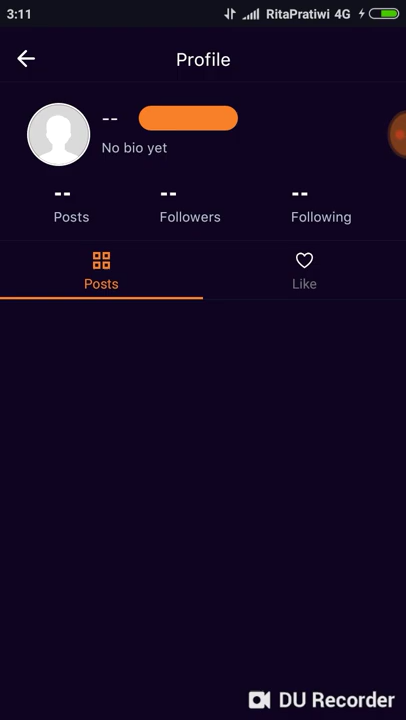 3:11 RitaPratiwi 4G
Profile
--
No bio yet
-- -- --
Posts Followers Following
Posts Like
DU Recorder